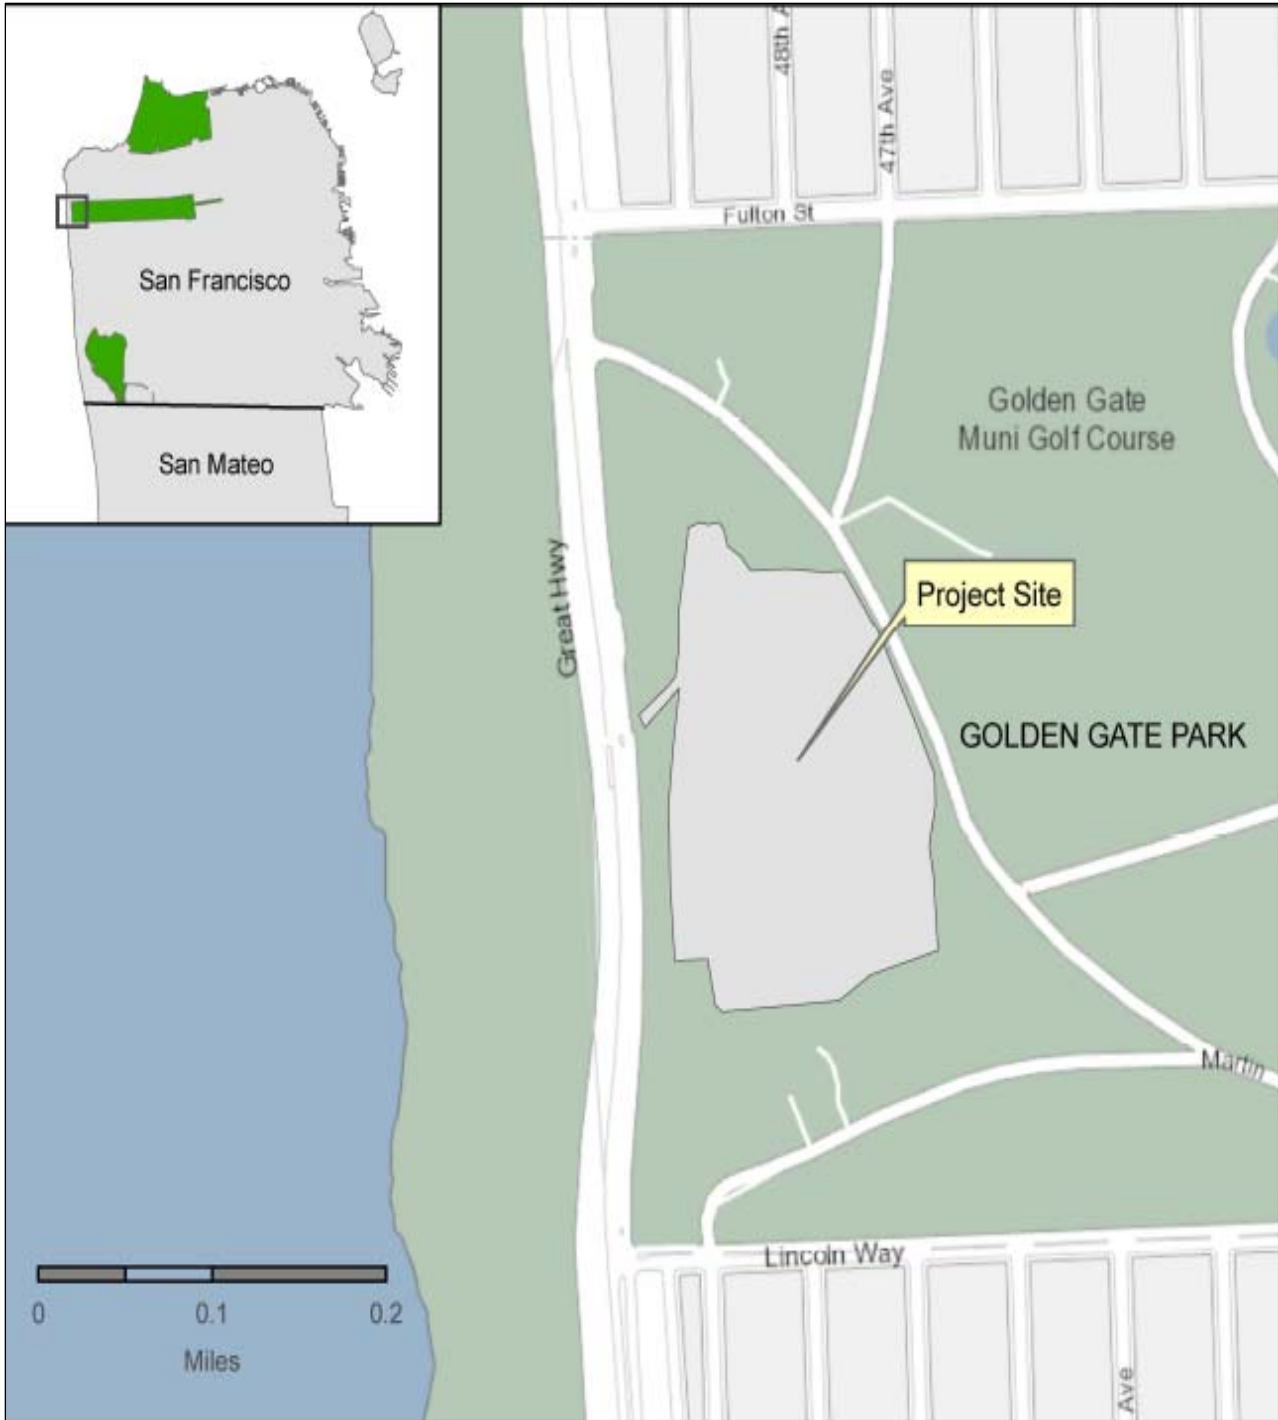 48th A
47th Ave
Fulton St
San Francisco
San Mateo
Golden Gate
Muni Golf Course
Great Hwy
Project Site
GOLDEN GATE PARK
Martin
Lincoln Way
0 0.1 0.2
Miles
Ave